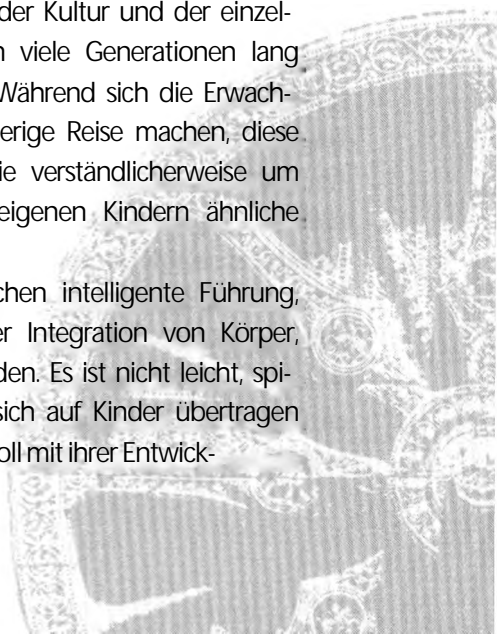 der Kultur und der einzel-
viele Generationen lang
Während sich die Erwach-
erige Reise machen, diese
ie verständlicherweise um
eigenen Kindern ähnliche
chen intelligente Führung,
er Integration von Körper,
den. Es ist nicht leicht, spi-
sich auf Kinder übertragen
oll mit ihrer Entwick-